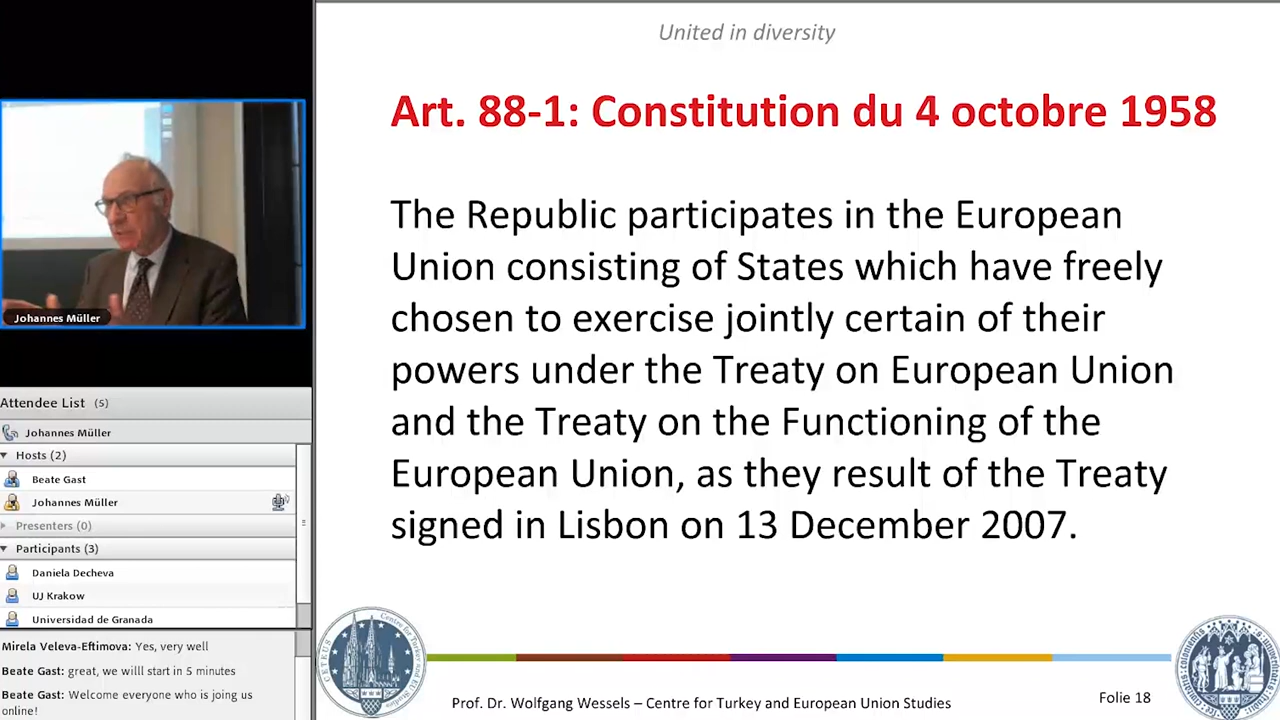 United in diversity
Art. 88-1: Constitution du 4 octobre 1958
The Republic participates in the European
Union consisting of States which have freely
chosen to exercise jointly certain of their
powers under the Treaty on European Union
and the Treaty on the Functioning of the
European Union, as they result of the Treaty
signed in Lisbon on 13 December 2007.
Prof. Dr. Wolfgang Wessels – Centre for Turkey and European Union Studies
Folie 18
Johannes Müller
Attendee List (5)
Johannes Müller
Hosts (2)
Beate Gast
Johannes Müller
Presenters (0)
Participants (3)
Daniela Decheva
UJ Krakow
Universidad de Granada
Mirela Veleva-Eftimova: Yes, very well
Beate Gast: great, we willl start in 5 minutes
Beate Gast: Welcome everyone who is joining us
online!
CETEUS